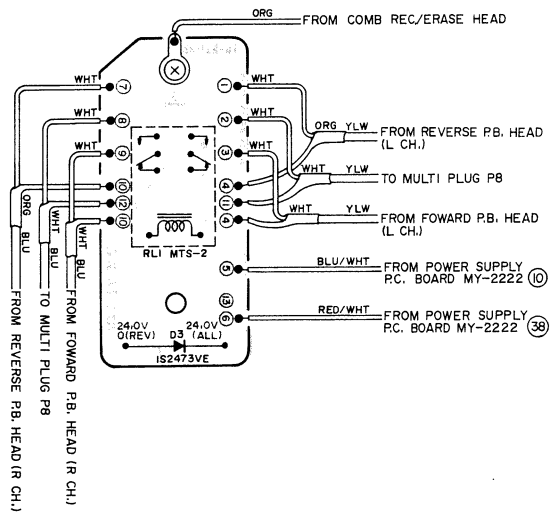 ORG
FROM COMB REC/ERASE HEAD
WHT
7
1
WHT
WHT
8
2
WHT
ORG YLW
FROM REVERSE P.B. HEAD
(L CH.)
WHT
9
3
WHT
WHT YLW
TO MULTI PLUG P8
10
4
12
11
10
4
WHT YLW
FROM FOWARD P.B. HEAD
(L CH.)
ORG
BLU
WHT
BLU
WHT
BLU
RL1 MTS-2
5
BLU/WHT
FROM POWER SUPPLY
P.C. BOARD MY-2222 10
13
6
RED/WHT
FROM POWER SUPPLY
P.C. BOARD MY-2222 38
24.0V
0(REV)
D3
24.0V
(ALL)
1S2473VE
FROM REVERSE P.B. HEAD (R CH.)
TO MULTI PLUG P8
FROM FOWARD P.B. HEAD (R CH.)